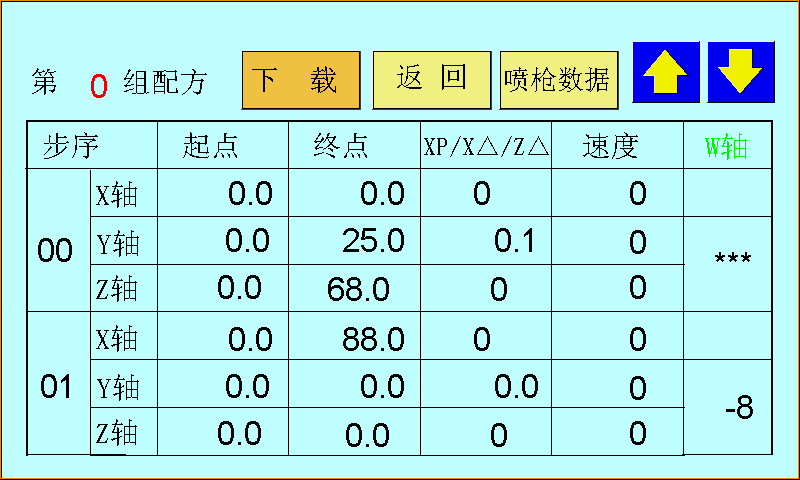 第 0 组配方 下 载 返 回 喷枪数据
步序 起点 终点 XP/X△/Z△ 速度 W轴
X轴 0.0 0.0 0 0
00 Y轴 0.0 25.0 0.1 0 ***
Z轴 0.0 68.0 0 0
X轴 0.0 88.0 0 0
01 Y轴 0.0 0.0 0.0 0 -8
Z轴 0.0 0.0 0 0